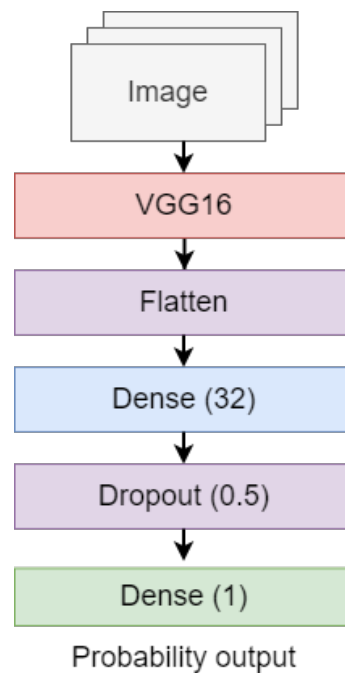 Image
VGG16
Flatten
Dense (32)
Dropout (0.5)
Dense (1)
Probability output